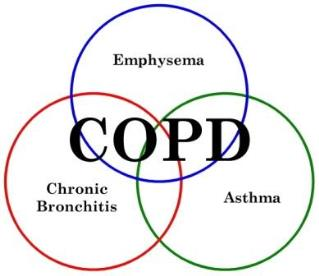 Emphysema
COPD
Chronic
Bronchitis
Asthma